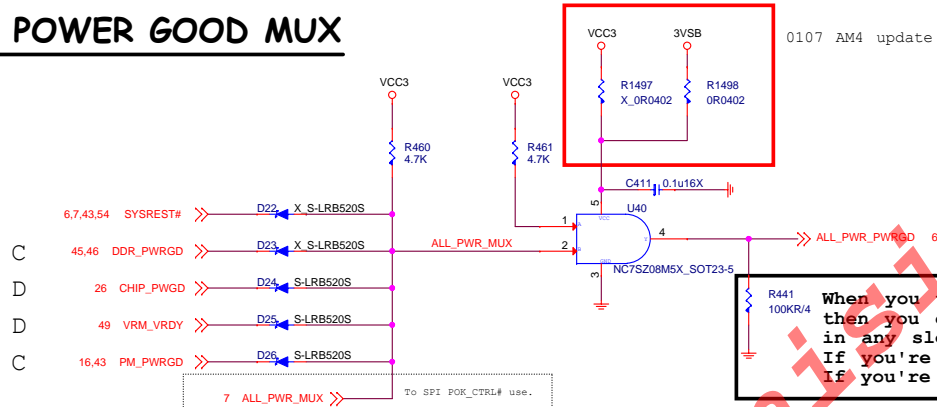 POWER GOOD MUX
VCC3
3VSB
0107 AM4 update
R1497
X_0R0402
R1498
0R0402
VCC3
VCC3
R460
4.7K
R461
4.7K
C411
0.1u16X
5
VCC
U40
6,7,43,54 SYSREST#
D22
X_S-LRB520S
1
A
C
45,46 DDR_PWRGD
D23
X_S-LRB520S
ALL_PWR_MUX
2
B
4
ALL_PWR_PWRGD 6
GND
3
NC7SZ08M5X_SOT23-5
D
26 CHIP_PWGD
D24
S-LRB520S
R441
100KR/4
When you
then you
in any sl
If you're
If you're
D
49 VRM_VRDY
D25
S-LRB520S
C
16,43 PM_PWRGD
D26
S-LRB520S
7 ALL_PWR_MUX
To SPI POK_CTRL# use.